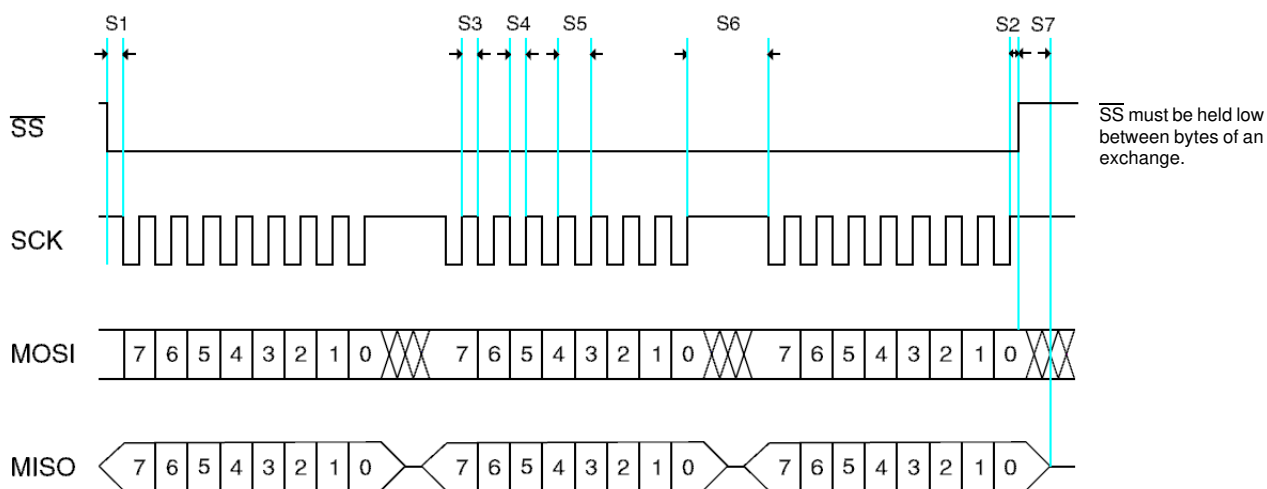 S1 S3 S4 S5 S6 S2 S7
S̅S̅
S̅S̅ must be held low
between bytes of an
exchange.
SCK
MOSI 7 6 5 4 3 2 1 0 7 6 5 4 3 2 1 0 7 6 5 4 3 2 1 0
MISO 7 6 5 4 3 2 1 0 7 6 5 4 3 2 1 0 7 6 5 4 3 2 1 0